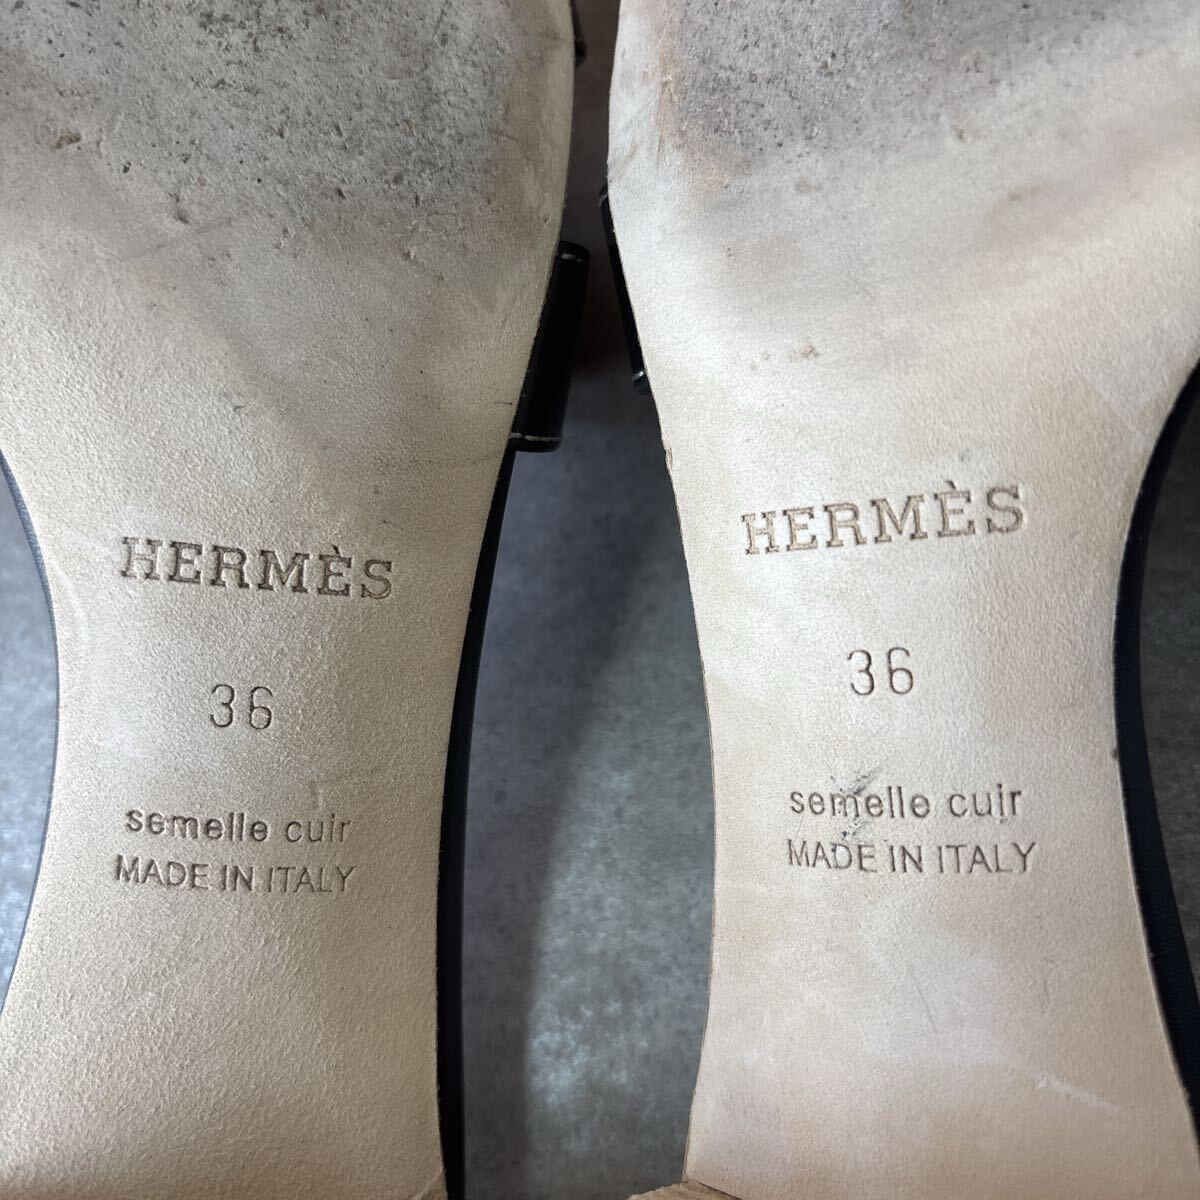 HERMÈS
36
semelle cuir
MADE IN ITALY
HERMÈS
36
semelle cuir
MADE IN ITALY